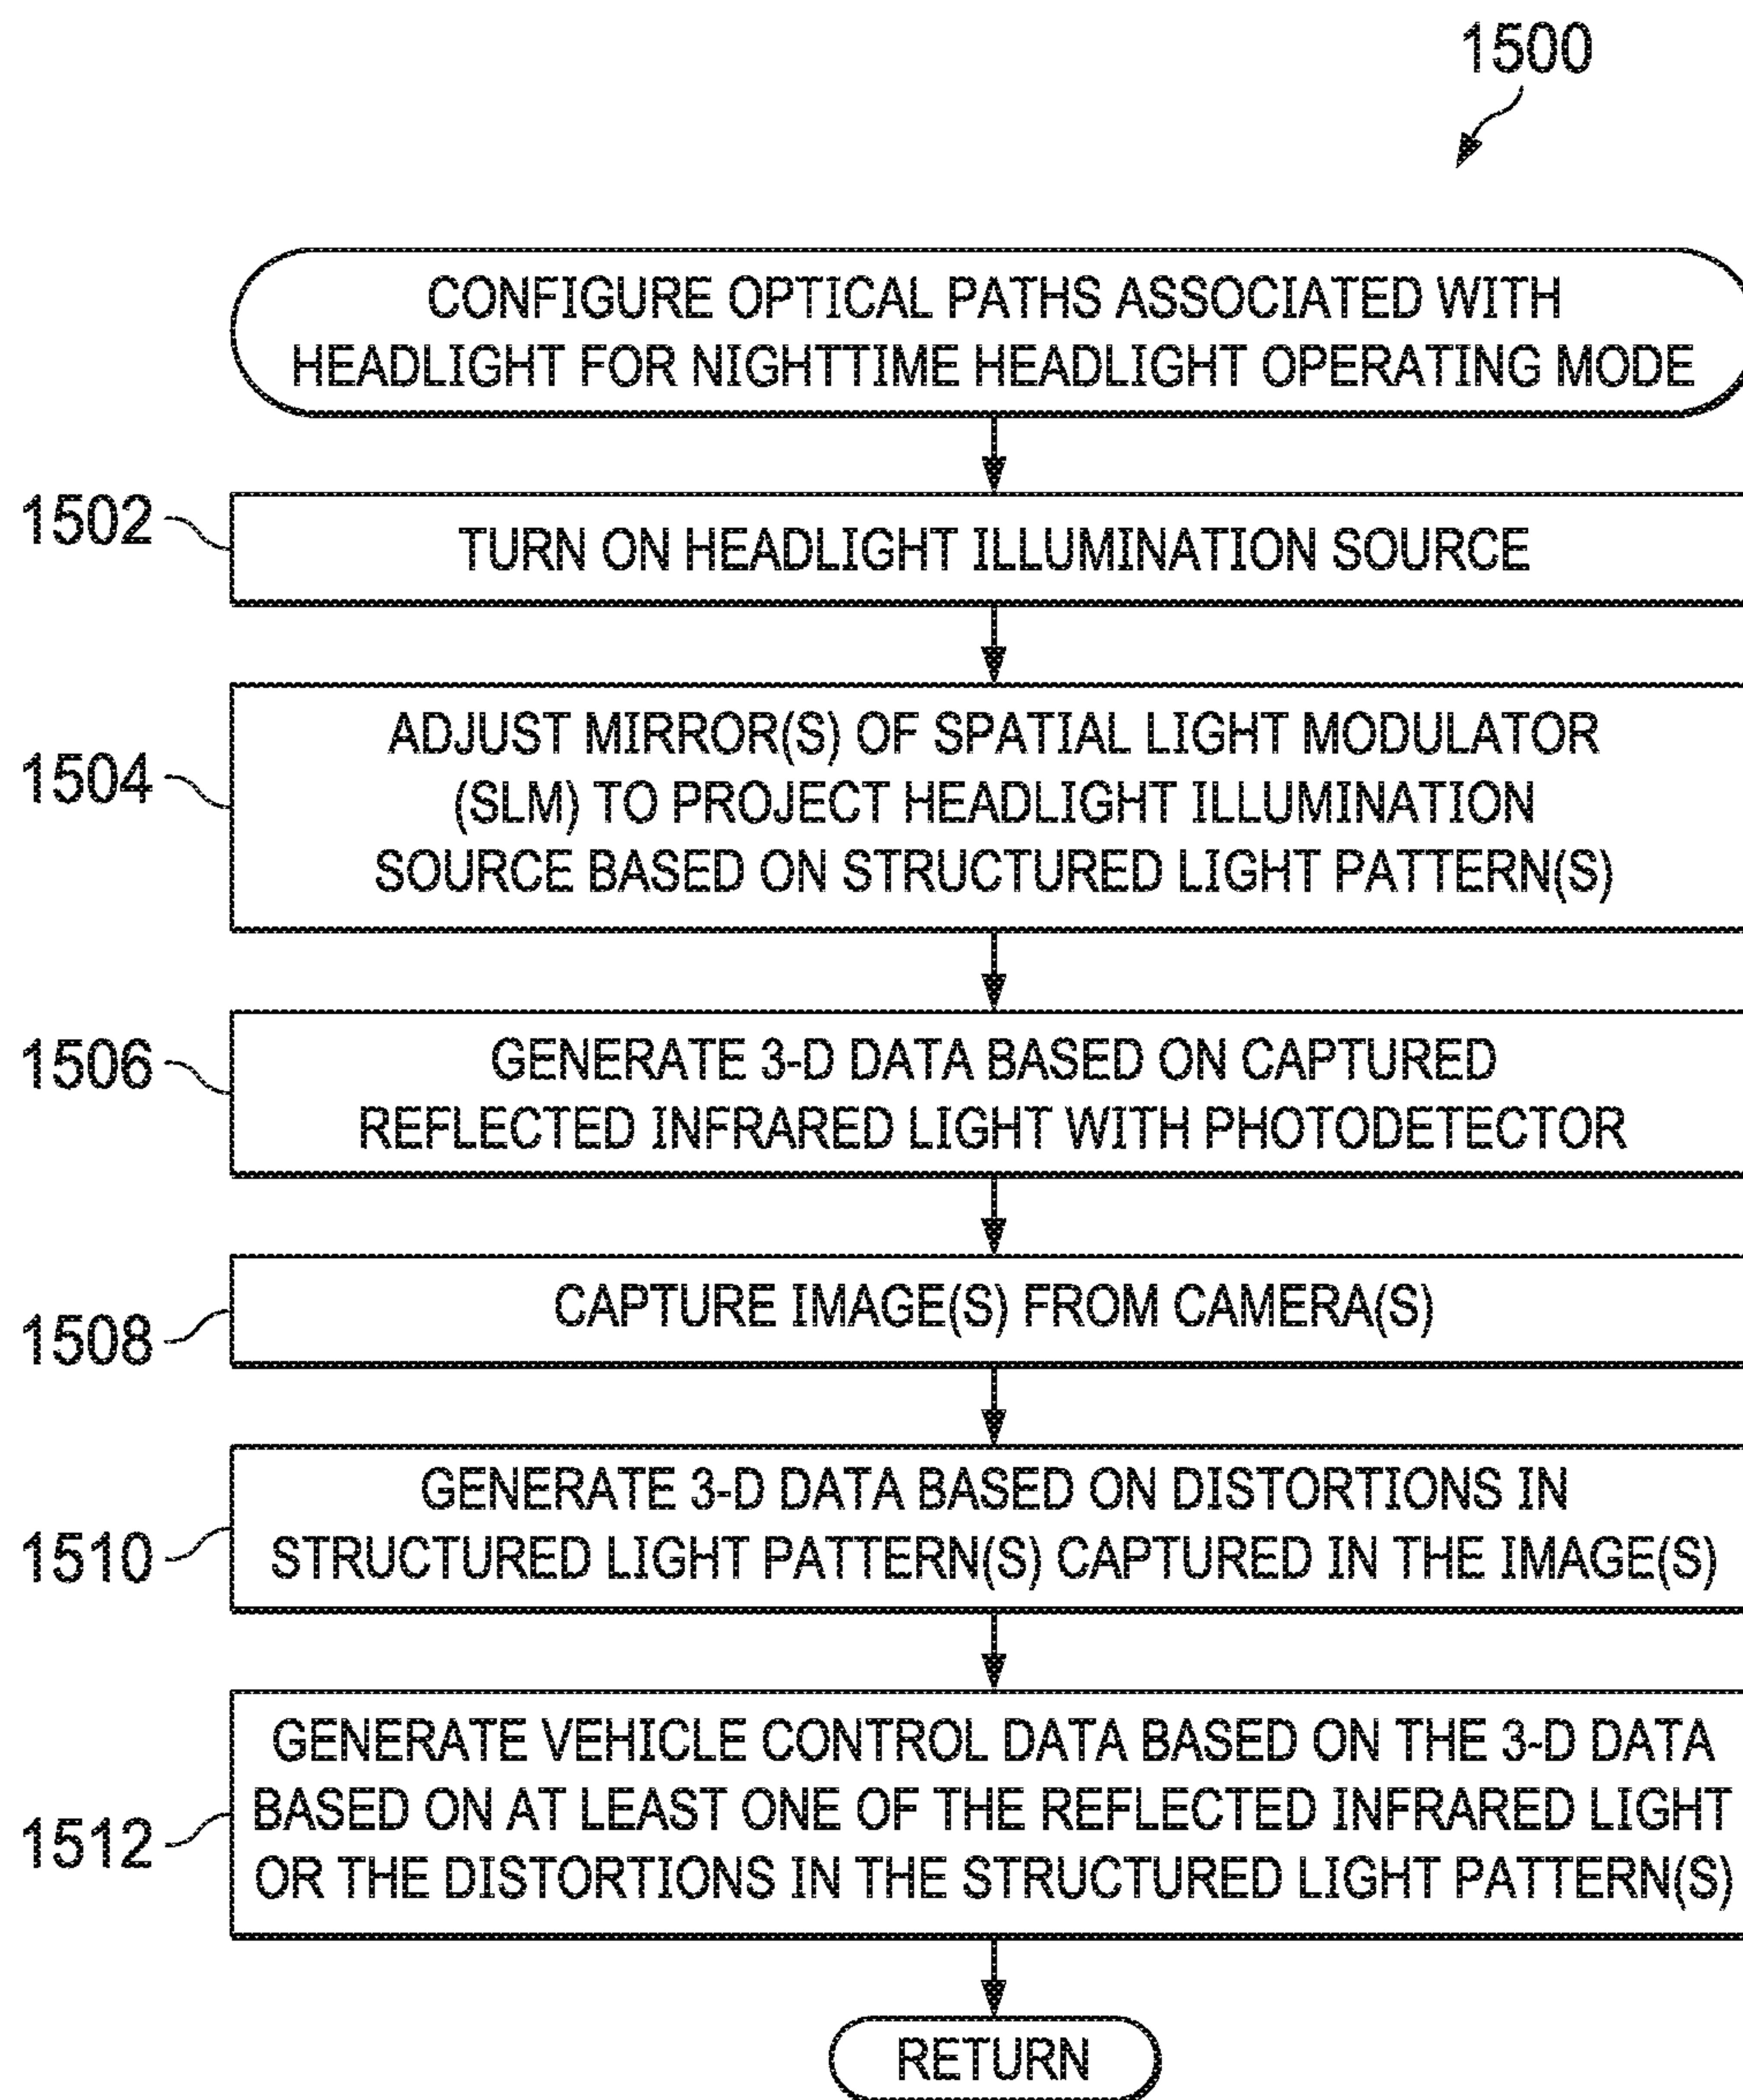 1500
CONFIGURE OPTICAL PATHS ASSOCIATED WITH
HEADLIGHT FOR NIGHTTIME HEADLIGHT OPERATING MODE
1502
TURN ON HEADLIGHT ILLUMINATION SOURCE
1504
ADJUST MIRROR(S) OF SPATIAL LIGHT MODULATOR
(SLM) TO PROJECT HEADLIGHT ILLUMINATION
SOURCE BASED ON STRUCTURED LIGHT PATTERN(S)
1506
GENERATE 3-D DATA BASED ON CAPTURED
REFLECTED INFRARED LIGHT WITH PHOTODETECTOR
1508
CAPTURE IMAGE(S) FROM CAMERA(S)
1510
GENERATE 3-D DATA BASED ON DISTORTIONS IN
STRUCTURED LIGHT PATTERN(S) CAPTURED IN THE IMAGE(S)
1512
GENERATE VEHICLE CONTROL DATA BASED ON THE 3-D DATA
BASED ON AT LEAST ONE OF THE REFLECTED INFRARED LIGHT
OR THE DISTORTIONS IN THE STRUCTURED LIGHT PATTERN(S)
RETURN